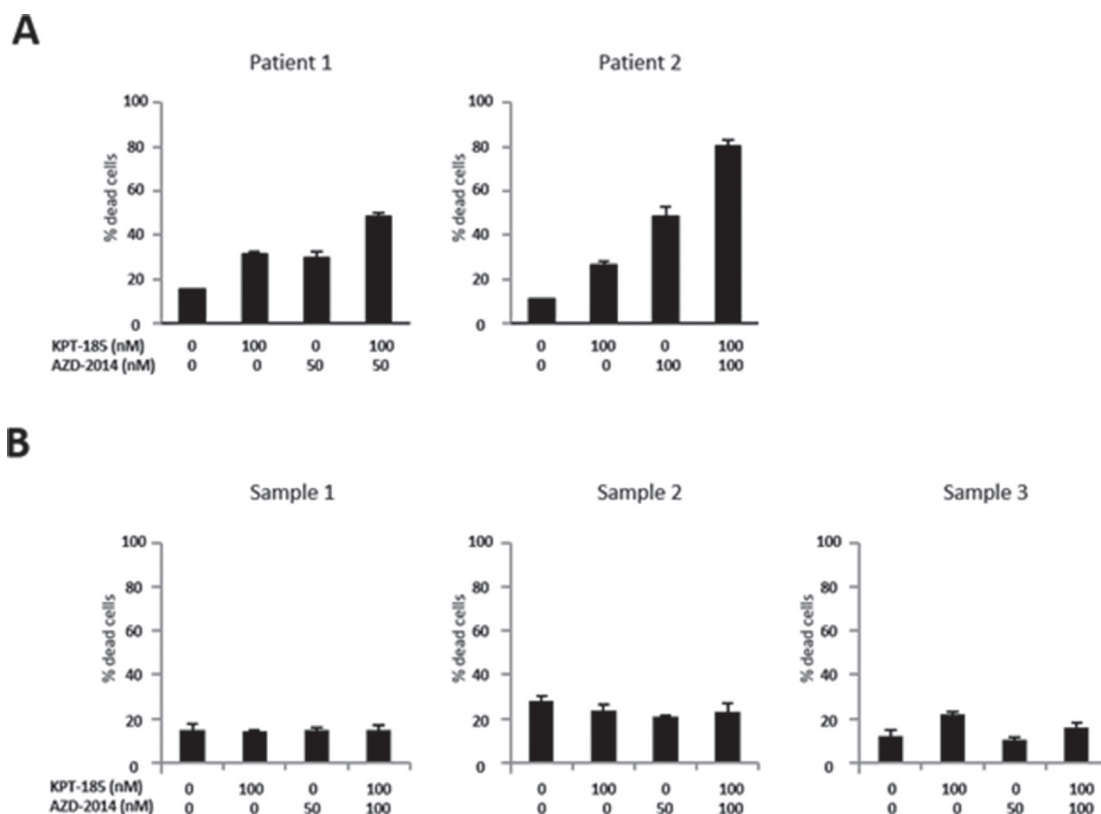 A
Patient 1
Patient 2
% dead cells
100
80
60
40
20
0
% dead cells
100
80
60
40
20
0
KPT-185 (nM) 0 100 0 100 0 100 0 100
AZD-2014 (nM) 0 0 50 50 0 0 100 100
B
Sample 1
Sample 2
Sample 3
% dead cells
100
80
60
40
20
0
% dead cells
100
80
60
40
20
0
% dead cells
100
80
60
40
20
0
KPT-185 (nM) 0 100 0 100 0 100 0 100 0 100 0 100
AZD-2014 (nM) 0 0 50 100 0 0 50 100 0 0 50 100